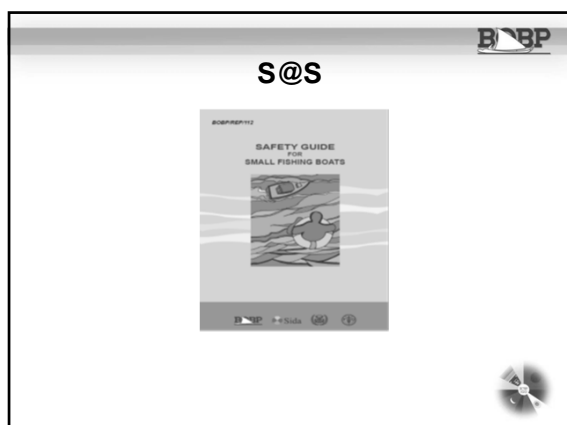 BOBP
S@S
BOBP/REP/112
SAFETY GUIDE
FOR
SMALL FISHING BOATS
BOBP Sida